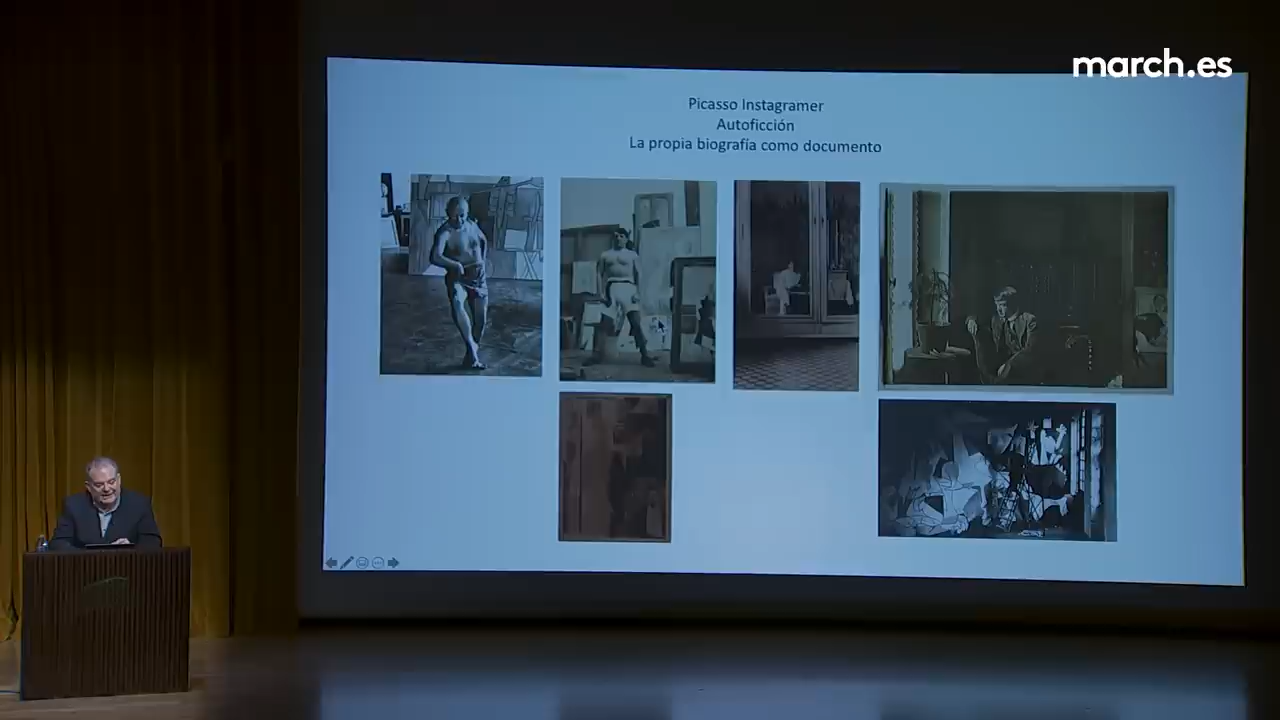 march.es
Picasso Instagramer
Autoficción
La propia biografía como documento